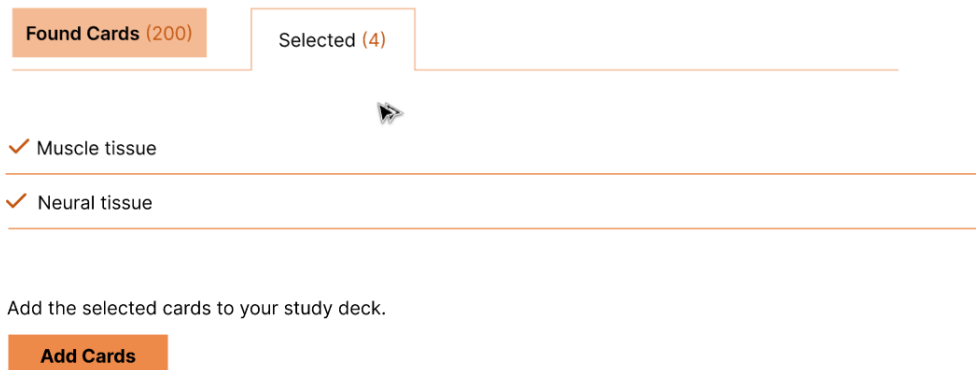 Found Cards (200)
Selected (4)
Muscle tissue
Neural tissue
Add the selected cards to your study deck.
Add Cards